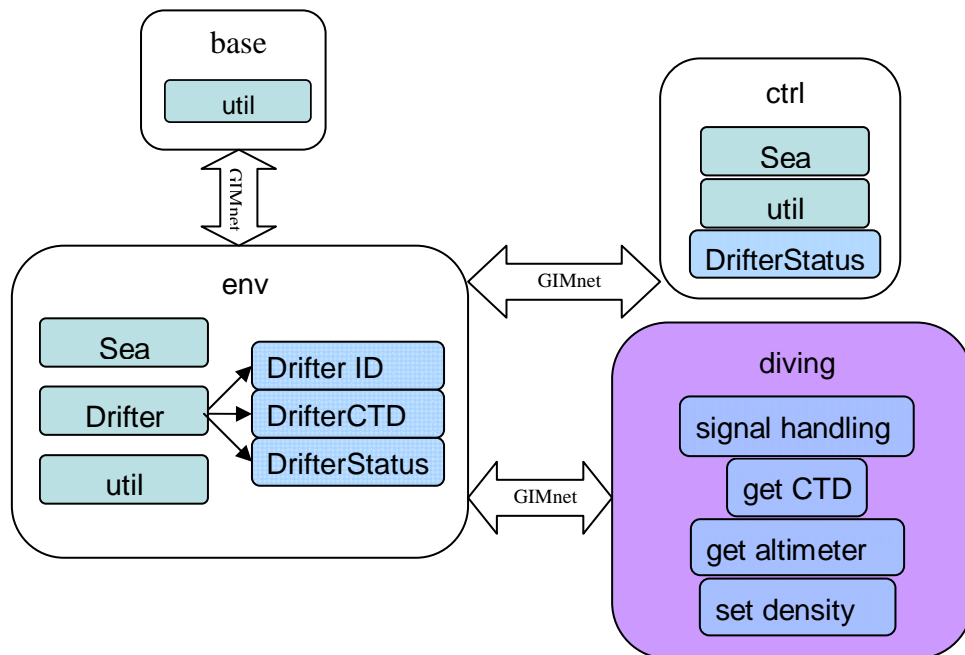 base
util
GIMnet
ctrl
Sea
util
DrifterStatus
GIMnet
env
Sea
Drifter
util
Drifter ID
DrifterCTD
DrifterStatus
GIMnet
diving
signal handling
get CTD
get altimeter
set density